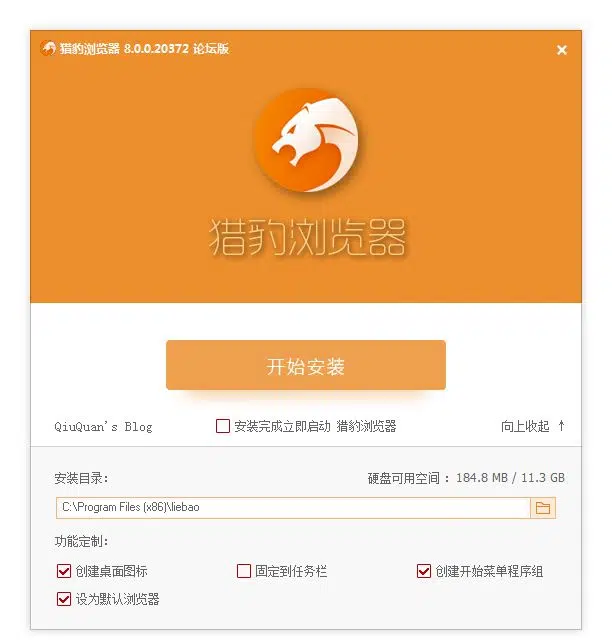 猎豹浏览器 8.0.0.20372 论坛版
猎豹浏览器
开始安装
QiuQuan's Blog 安装完成立即启动 猎豹浏览器 向上收起 ↑
安装目录: 硬盘可用空间 : 184.8 MB / 11.3 GB
C:\Program Files (x86)\liebao
功能定制:
创建桌面图标 固定到任务栏 创建开始菜单程序组
设为默认浏览器